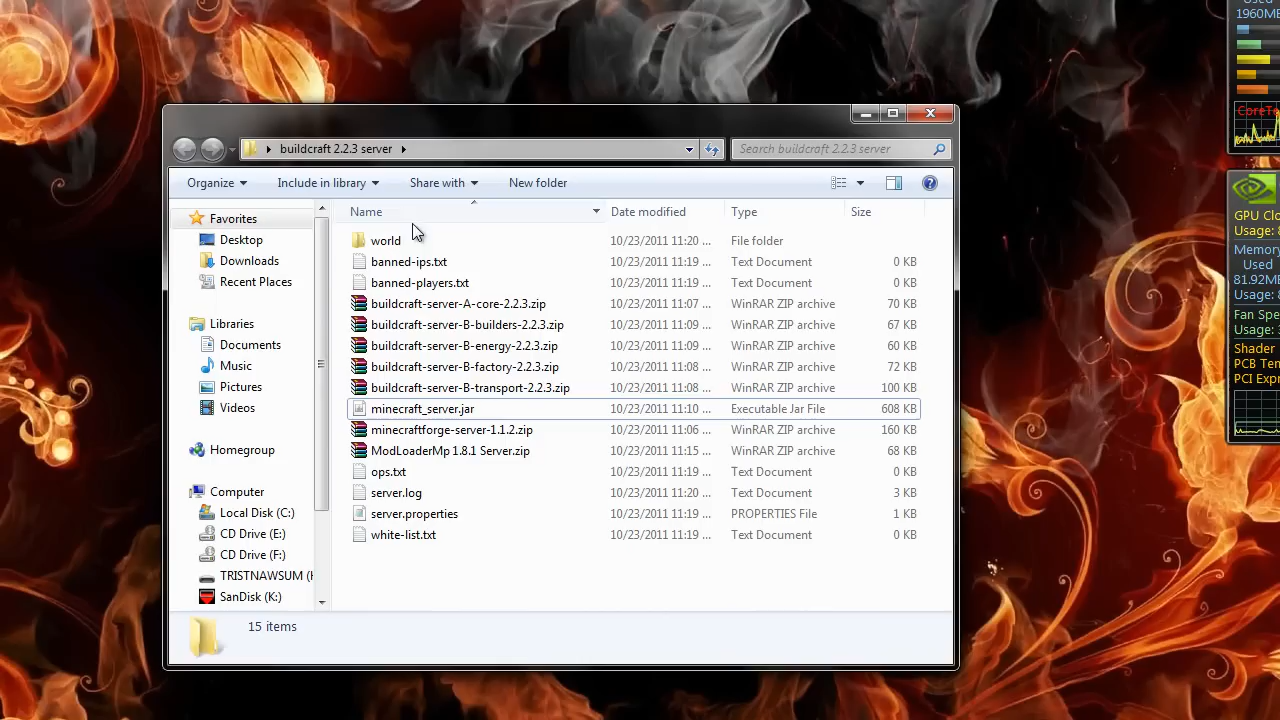 Used
1960MB
CoreTe
buildcraft 2.2.3 server
Search buildcraft 2.2.3 server
Organize
Include in library
Share with
New folder
Name
Date modified
Type
Size
Favorites
Desktop
Downloads
Recent Places
Libraries
Documents
Music
Pictures
Videos
Homegroup
Computer
Local Disk (C:)
CD Drive (E:)
CD Drive (F:)
TRISTNAWSUM (
SanDisk (K:)
world 10/23/2011 11:20 ... File folder
banned-ips.txt 10/23/2011 11:19 ... Text Document 0 KB
banned-players.txt 10/23/2011 11:19 ... Text Document 0 KB
buildcraft-server-A-core-2.2.3.zip 10/23/2011 11:07 ... WinRAR ZIP archive 70 KB
buildcraft-server-B-builders-2.2.3.zip 10/23/2011 11:09 ... WinRAR ZIP archive 67 KB
buildcraft-server-B-energy-2.2.3.zip 10/23/2011 11:09 ... WinRAR ZIP archive 60 KB
buildcraft-server-B-factory-2.2.3.zip 10/23/2011 11:08 ... WinRAR ZIP archive 72 KB
buildcraft-server-B-transport-2.2.3.zip 10/23/2011 11:08 ... WinRAR ZIP archive 100 KB
minecraft_server.jar 10/23/2011 11:10 ... Executable Jar File 608 KB
minecraftforge-server-1.1.2.zip 10/23/2011 11:06 ... WinRAR ZIP archive 160 KB
ModLoaderMp 1.8.1 Server.zip 10/23/2011 11:15 ... WinRAR ZIP archive 68 KB
ops.txt 10/23/2011 11:19 ... Text Document 0 KB
server.log 10/23/2011 11:20 ... Text Document 3 KB
server.properties 10/23/2011 11:19 ... PROPERTIES File 1 KB
white-list.txt 10/23/2011 11:19 ... Text Document 0 KB
15 items
GPU Clo
Usage:
Memory
Used
81.92MB
Usage:
Fan Spe
Usage:
Shader
PCB Tem
PCI Expr